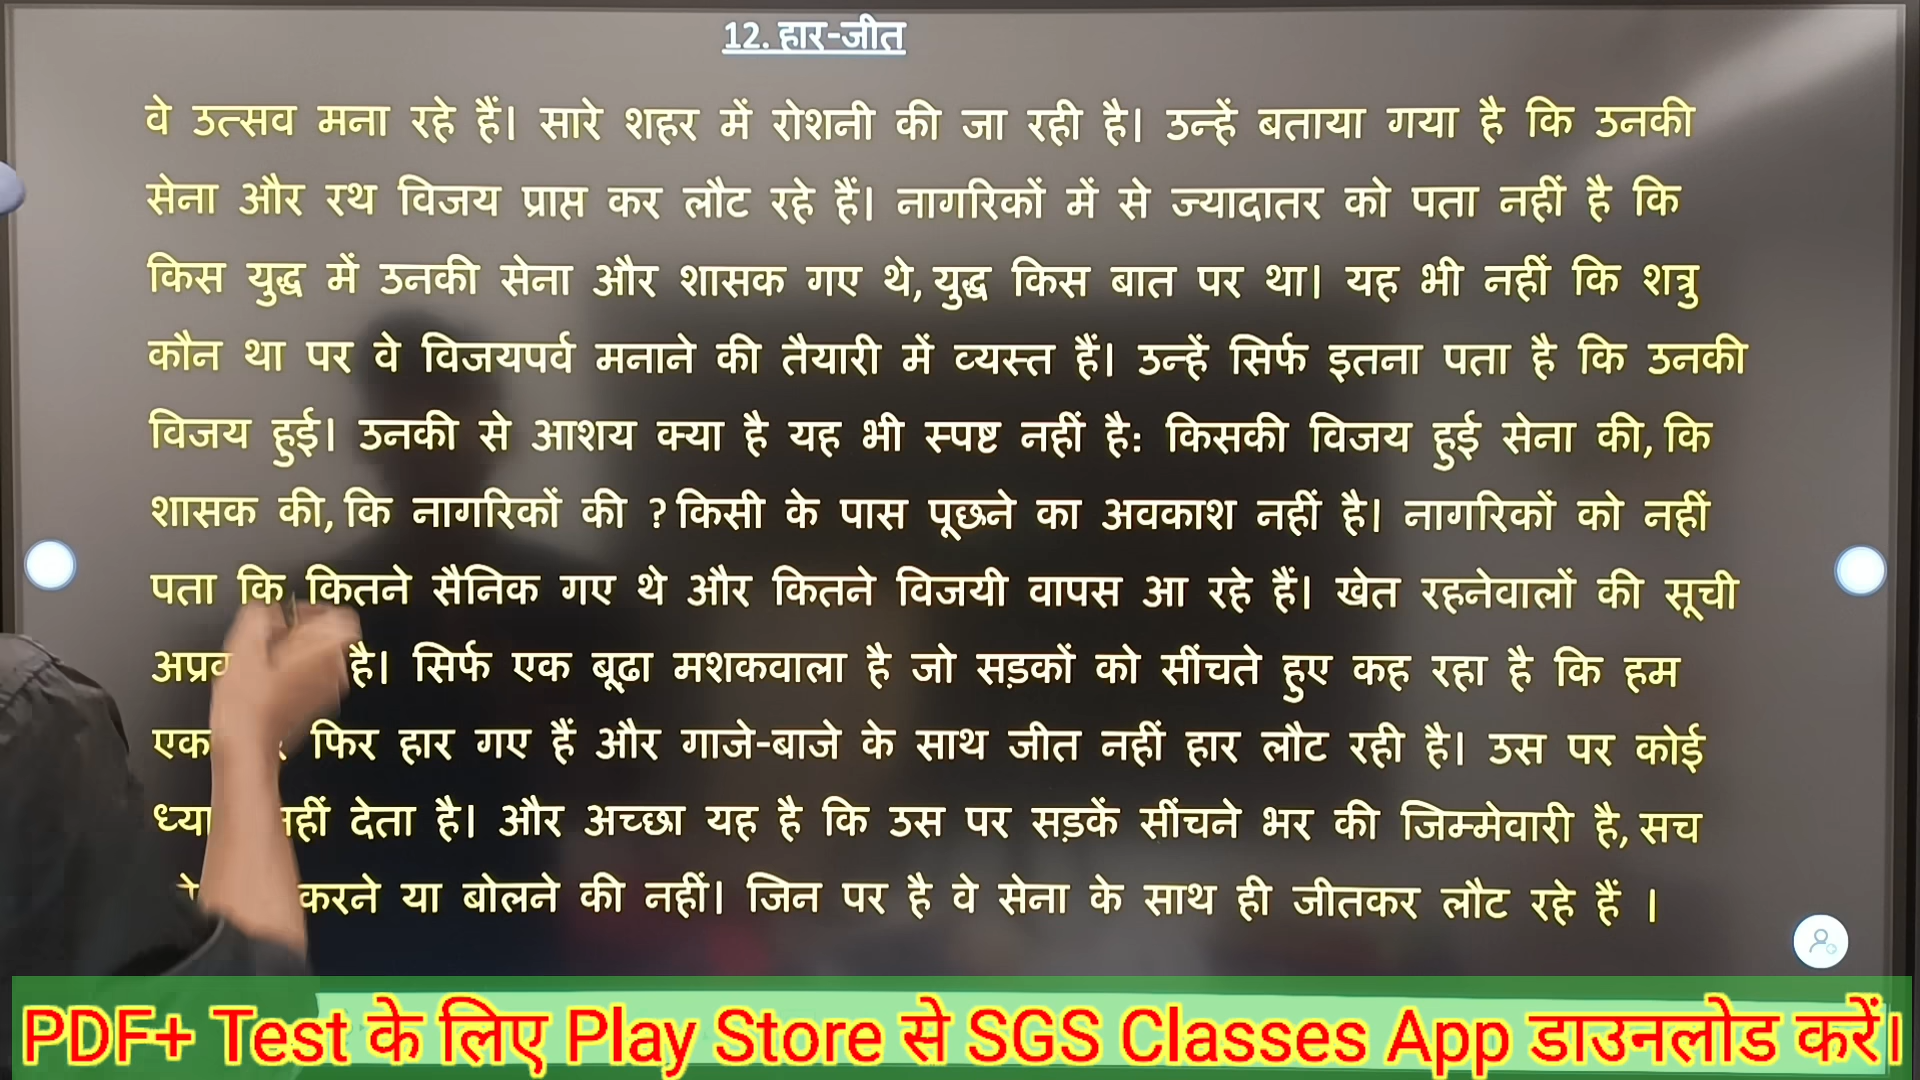 12. हार-जीत
वे उत्सव मना रहे हैं। सारे शहर में रोशनी की जा रही है। उन्हें बताया गया है कि उनकी
सेना और रथ विजय प्राप्त कर लौट रहे हैं। नागरिकों में से ज्यादातर को पता नहीं है कि
किस युद्ध में उनकी सेना और शासक गए थे, युद्ध किस बात पर था। यह भी नहीं कि शत्रु
कौन था पर वे विजयपर्व मनाने की तैयारी में व्यस्त हैं। उन्हें सिर्फ इतना पता है कि उनकी
विजय हुई। उनकी से आशय क्या है यह भी स्पष्ट नहीं है: किसकी विजय हुई सेना की, कि
शासक की, कि नागरिकों की ? किसी के पास पूछने का अवकाश नहीं है। नागरिकों को नहीं
पता कि कितने सैनिक गए थे और कितने विजयी वापस आ रहे हैं। खेत रहनेवालों की सूची
है। सिर्फ एक बूढा मशकवाला है जो सड़कों को सींचते हुए कह रहा है कि हम
एक फिर हार गए हैं और गाजे-बाजे के साथ जीत नहीं हार लौट रही है। उस पर कोई
नहीं देता है। और अच्छा यह है कि उस पर सड़कें सींचने भर की जिम्मेवारी है, सच
करने या बोलने की नहीं। जिन पर है वे सेना के साथ ही जीतकर लौट रहे हैं ।
PDF+ Test के लिए Play Store से SGS Classes App डाउनलोड करें।